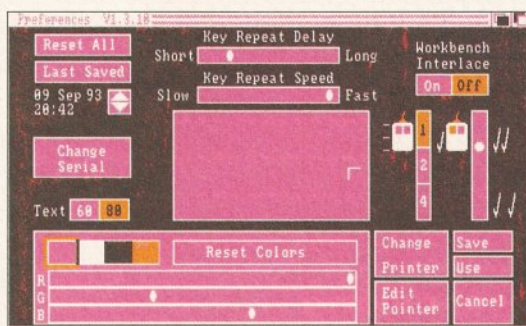 Preferences V1.3.10
Reset All
Last Saved
09 Sep 93
20:42
Change
Serial
Text 60 80
Key Repeat Delay
Short Long
Key Repeat Speed
Slow Fast
Workbench
Interlace
On Off
1
2
4
R
G
B
Reset Colors
Change
Printer
Edit
Pointer
Save
Use
Cancel